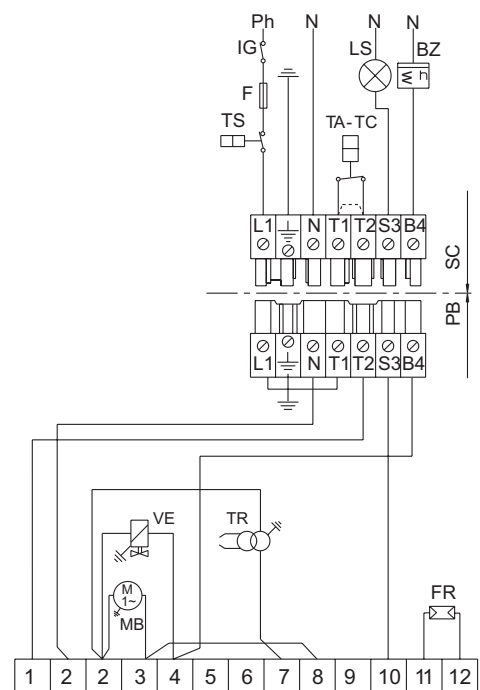 Ph N N N
IG LS BZ
W h
F
TS TA-TC
L1 N T1 T2 S3 B4
SC
PB
L1 N T1 T2 S3 B4
VE TR
M
1~
MB FR
1 2 2 3 4 5 6 7 8 9 10 11 12